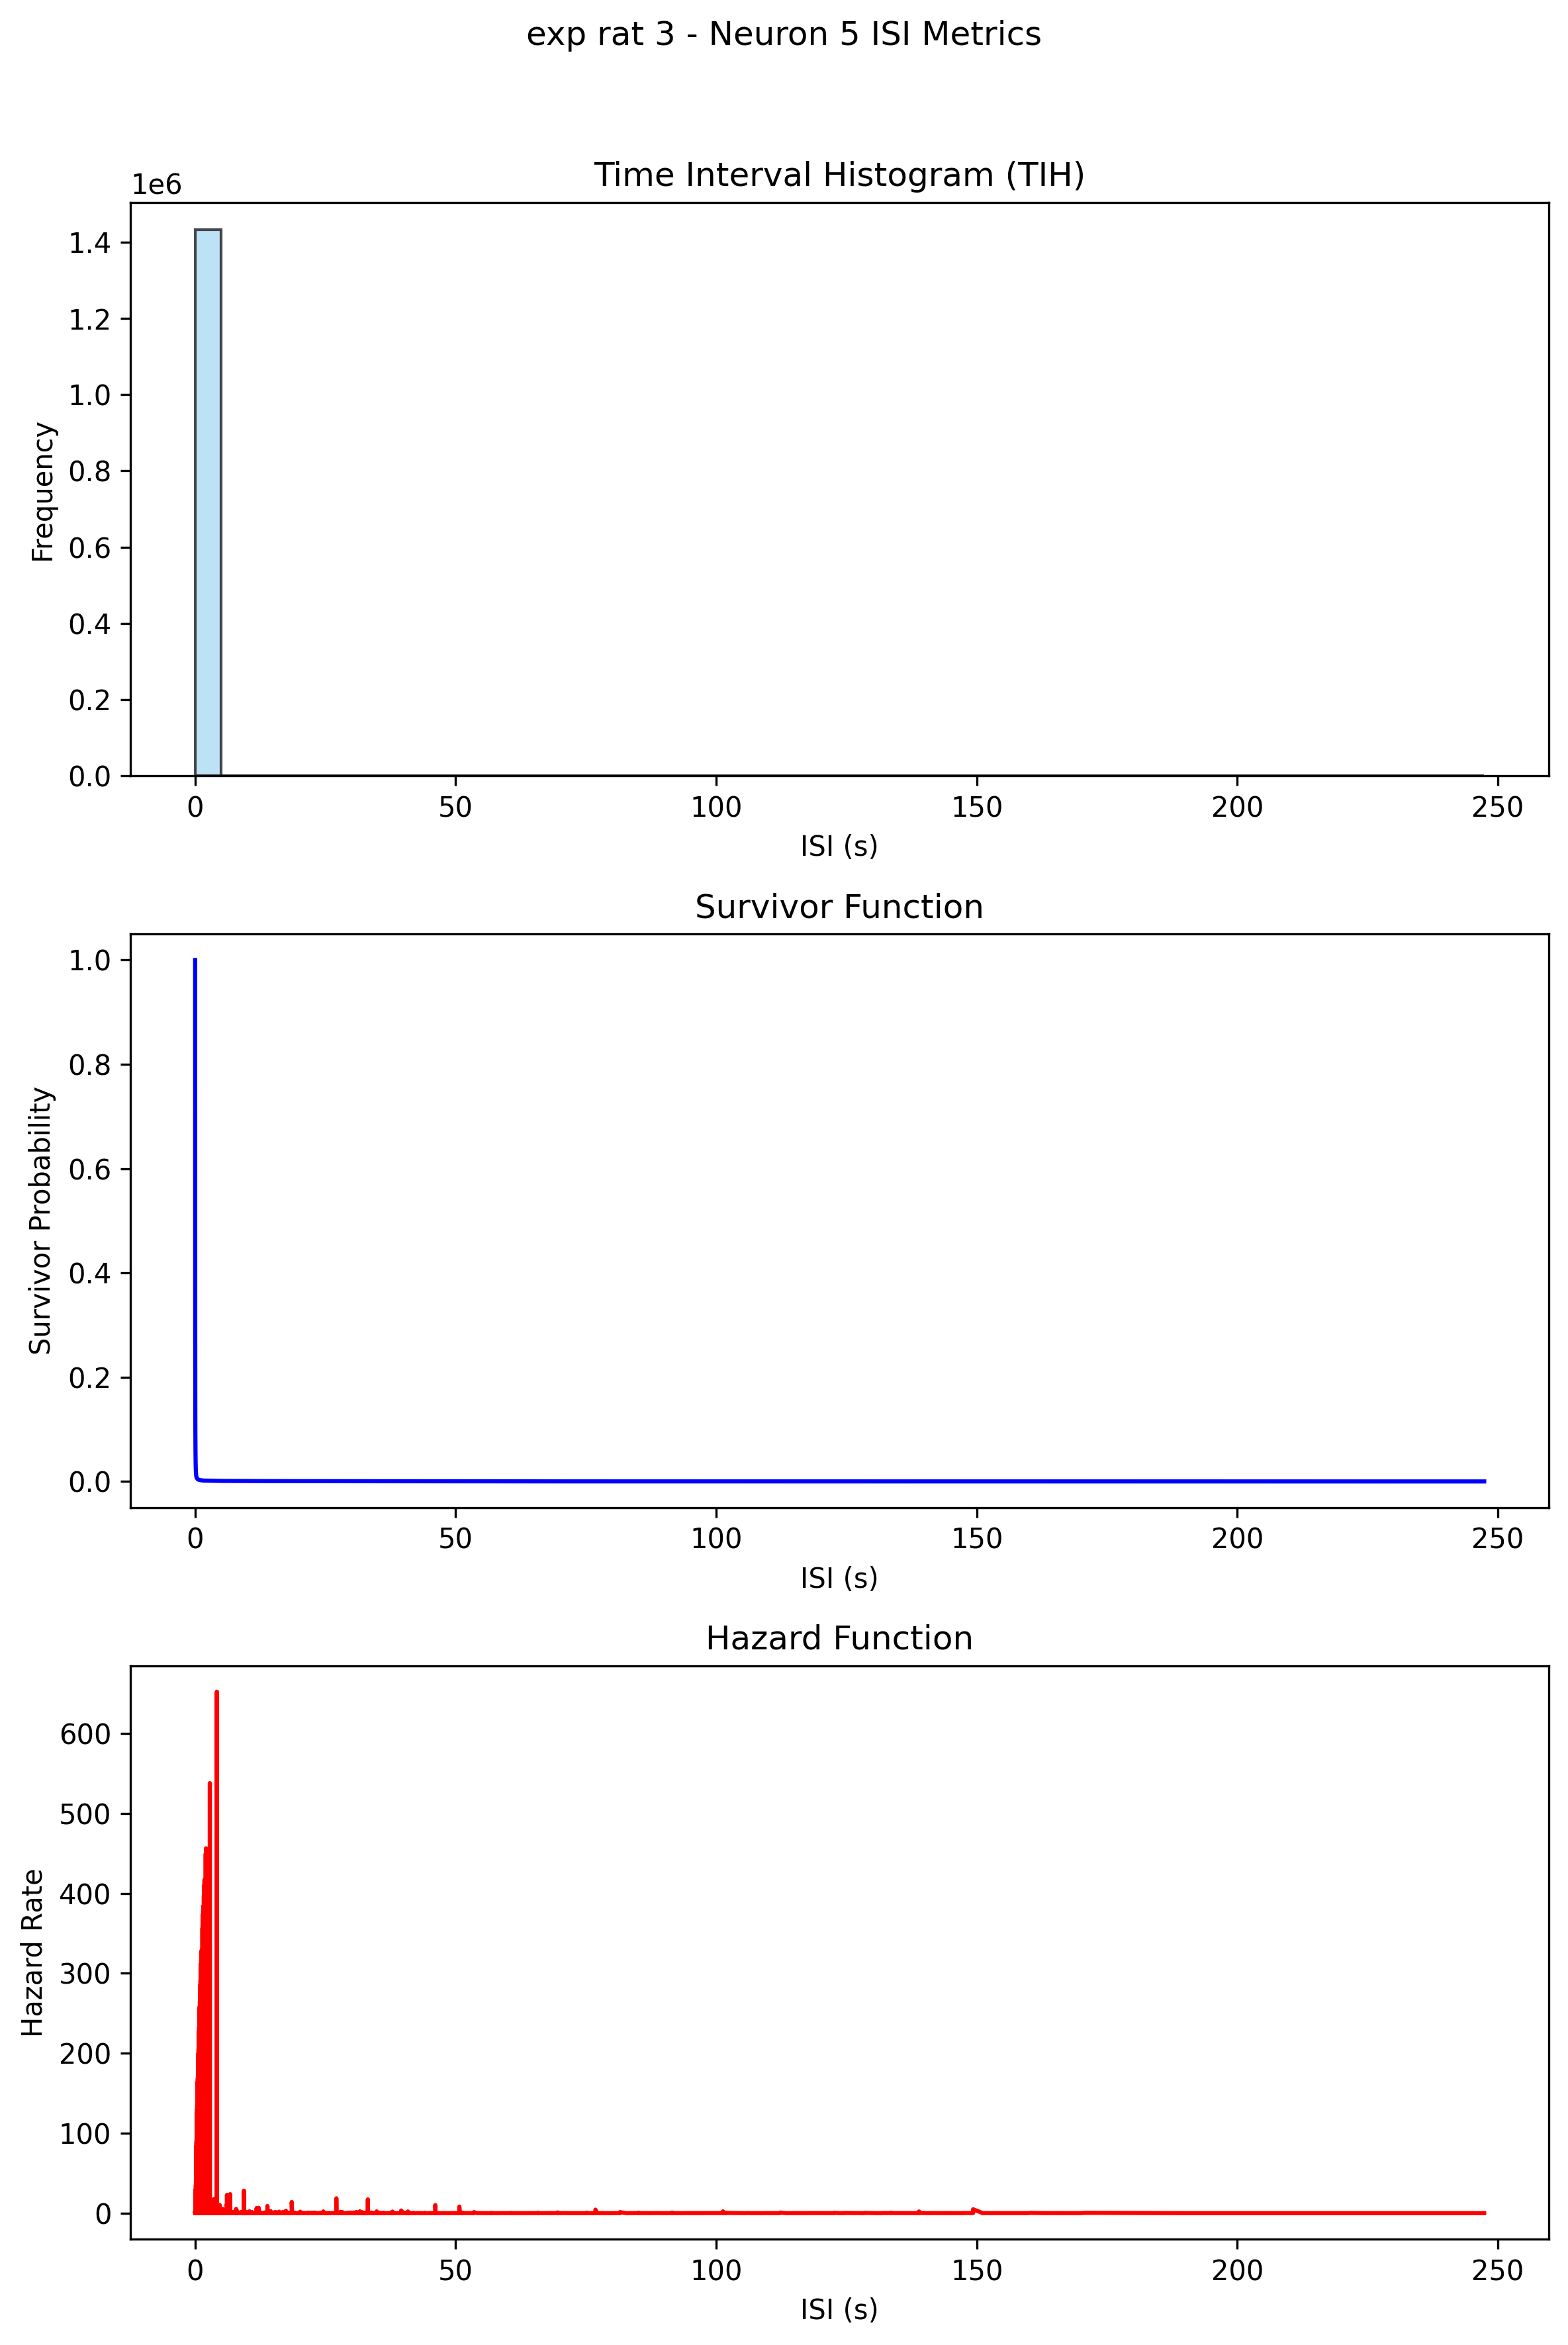 exp rat 3 - Neuron 5 ISI Metrics
Time Interval Histogram (TIH)
1e6
1.4
1.2
1.0
0.8
0.6
0.4
0.2
0.0
Frequency
0 50 100 150 200 250
ISI (s)
Survivor Function
1.0
0.8
0.6
0.4
0.2
0.0
Survivor Probability
0 50 100 150 200 250
ISI (s)
Hazard Function
600
500
400
300
200
100
0
Hazard Rate
0 50 100 150 200 250
ISI (s)